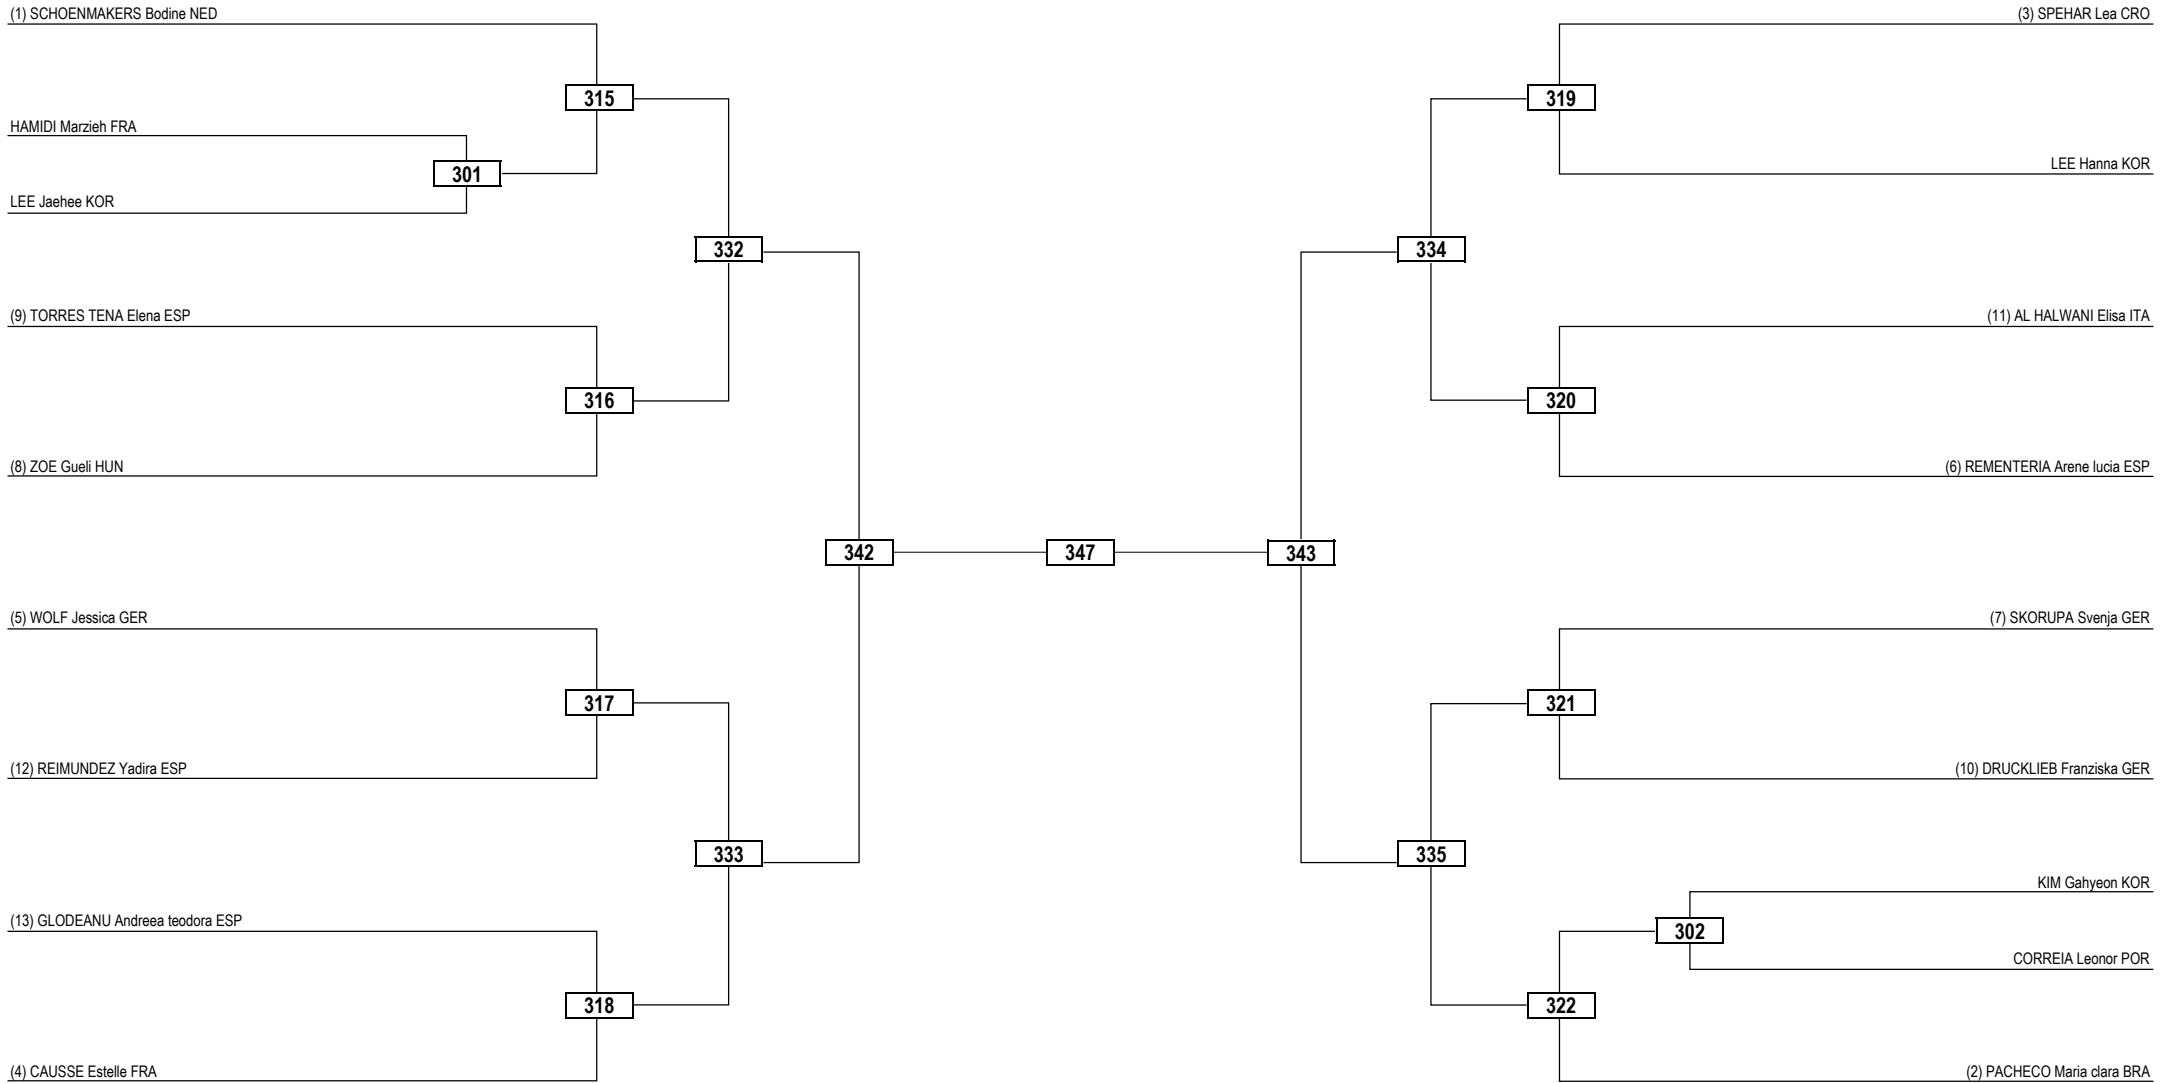 (1) SCHOENMAKERS Bodine NED
(3) SPEHAR Lea CRO
315
319
HAMIDI Marzieh FRA
301
LEE Hanna KOR
LEE Jaehee KOR
332
334
(9) TORRES TENA Elena ESP
(11) AL HALWANI Elisa ITA
316
320
(8) ZOE Gueli HUN
(6) REMENTERIA Arene lucia ESP
342
347
343
(5) WOLF Jessica GER
(7) SKORUPA Svenja GER
317
321
(12) REIMUNDEZ Yadira ESP
(10) DRUCKLIEB Franziska GER
333
335
KIM Gahyeon KOR
(13) GLODEANU Andreea teodora ESP
302
CORREIA Leonor POR
318
322
(4) CAUSSE Estelle FRA
(2) PACHECO Maria clara BRA